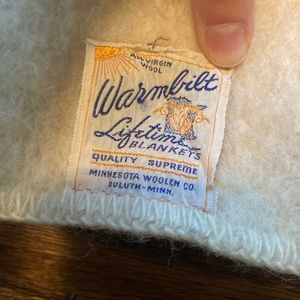 ALL VIRGIN
WOOL
Warmbilt
Lifetime
BLANKETS
QUALITY SUPREME
MINNESOTA WOOLEN CO.
DULUTH-MINN.